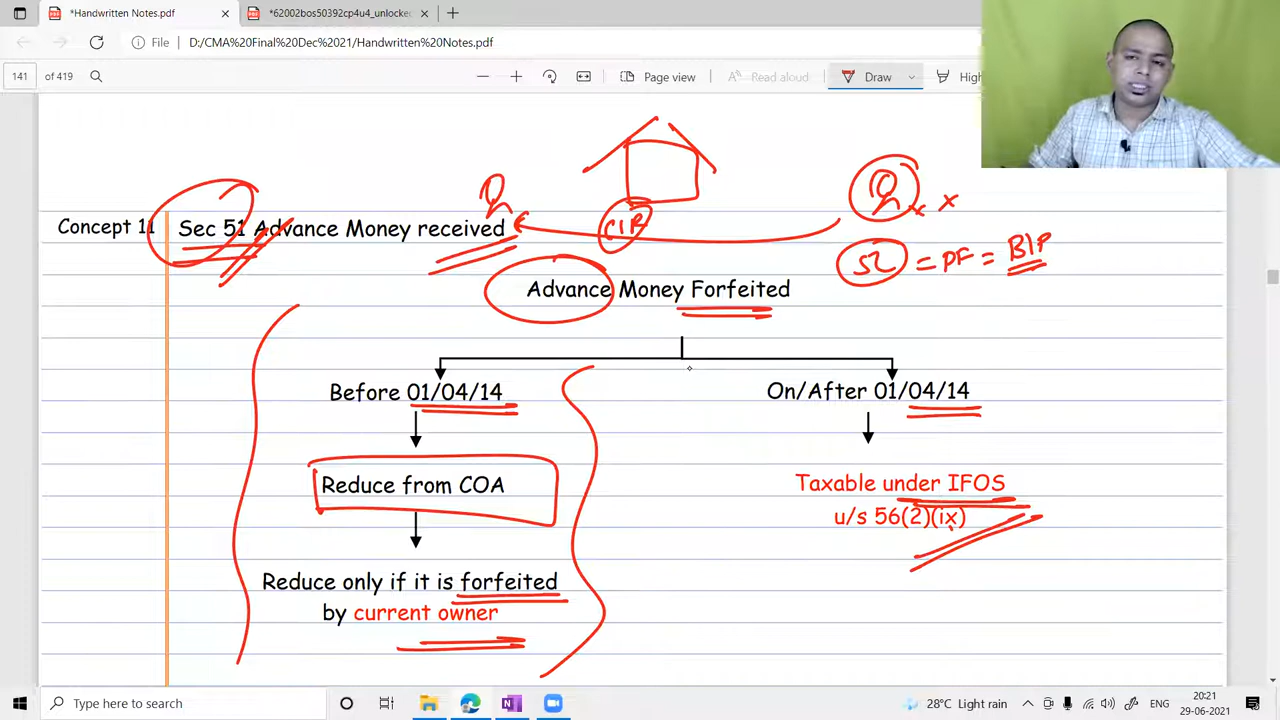 *Handwritten Notes.pdf
*62002bos50392cp4u4_unlocked
File D:/CMA%20Final%20Dec%2021/Handwritten%20Notes.pdf
141 of 419
Page view
Read aloud
Draw
High
Concept 11
Sec 51 Advance Money received
52 = PF = BIP
Advance Money Forfeited
Before 01/04/14
On/After 01/04/14
Reduce from COA
Taxable under IFOS
u/s 56(2)(ix)
Reduce only if it is forfeited
by current owner
Type here to search
28°C Light rain
ENG
20:21
29-06-2021